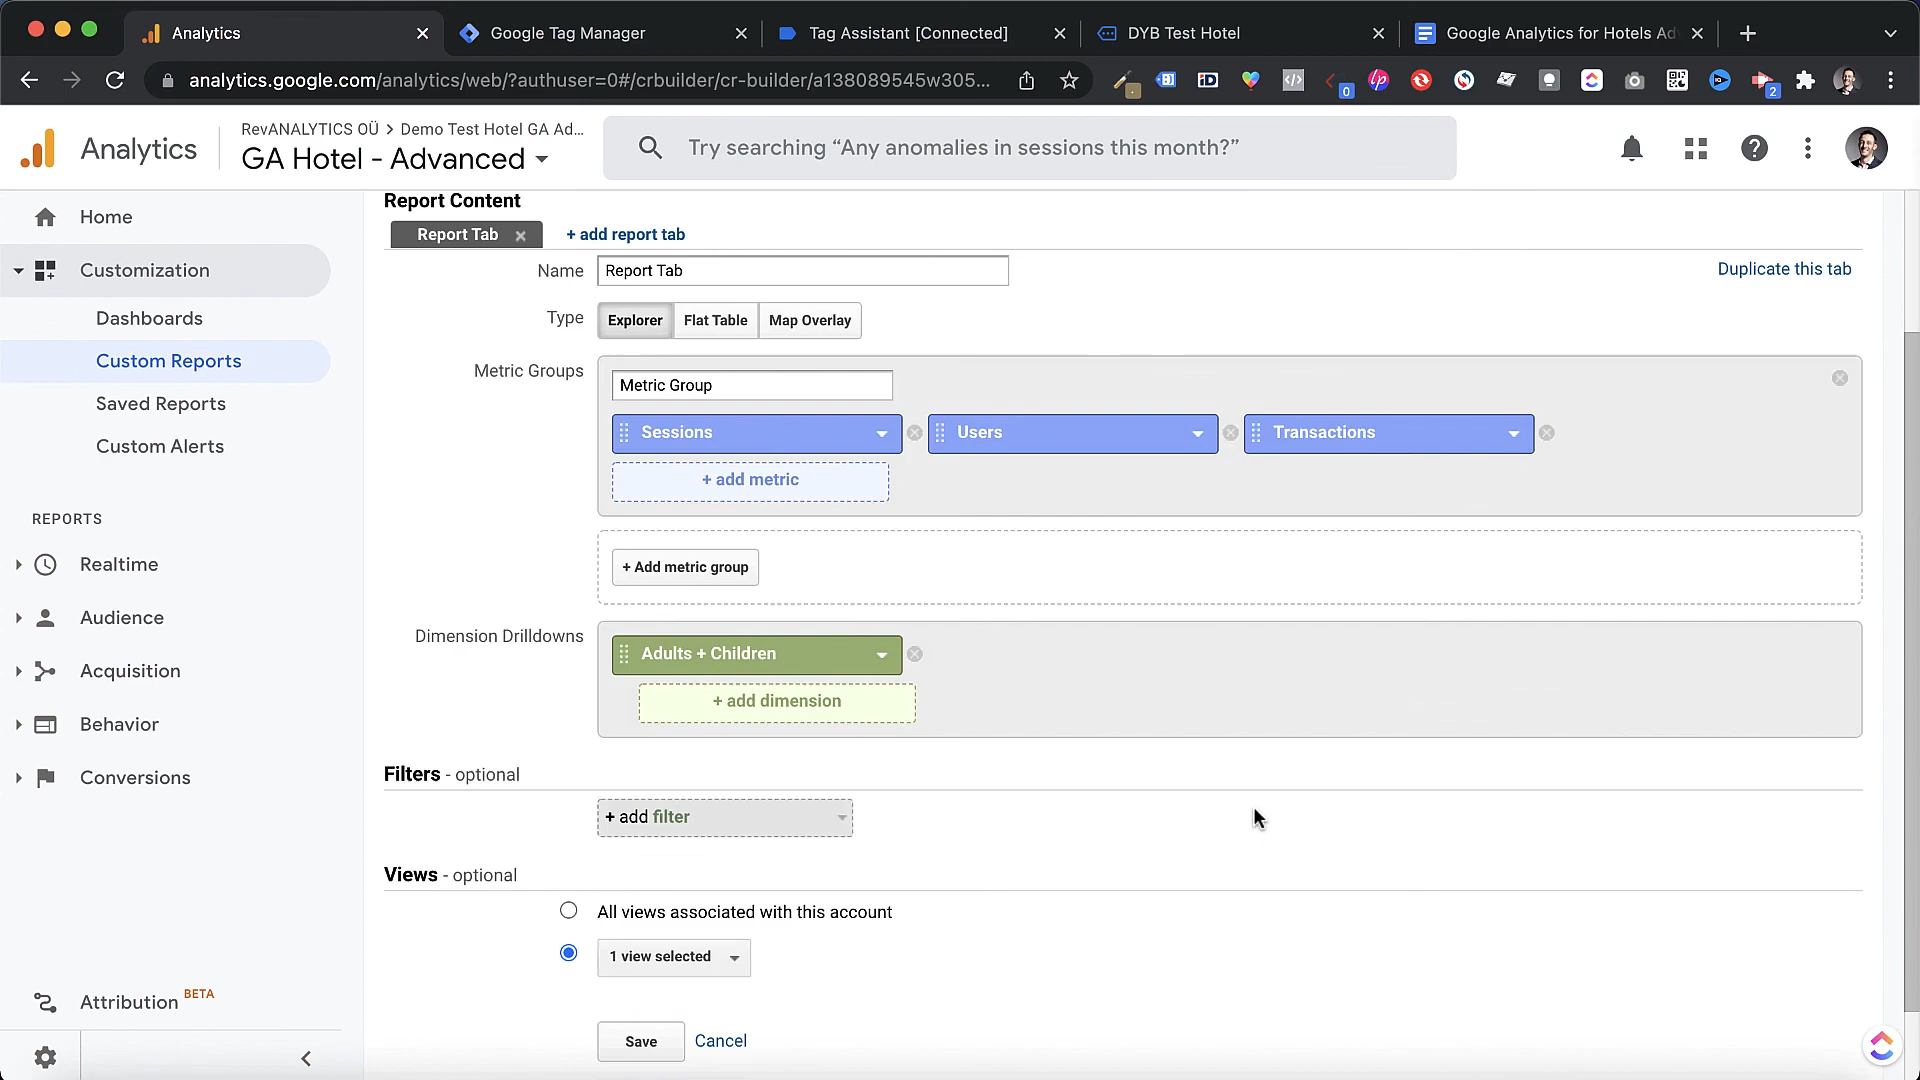 Analytics
Google Tag Manager
Tag Assistant [Connected]
DYB Test Hotel
Google Analytics for Hotels Ad
analytics.google.com/analytics/web/?authuser=0#/crbuilder/cr-builder/a138089545w305...
0
2
Analytics
RevANALYTICS OÜ > Demo Test Hotel GA Ad...
GA Hotel - Advanced
Try searching “Any anomalies in sessions this month?”
Home
Customization
Dashboards
Custom Reports
Saved Reports
Custom Alerts
REPORTS
Realtime
Audience
Acquisition
Behavior
Conversions
Attribution BETA
Report Content
Report Tab
+ add report tab
Name
Report Tab
Duplicate this tab
Type
Explorer
Flat Table
Map Overlay
Metric Groups
Metric Group
Sessions
Users
Transactions
+ add metric
+ Add metric group
Dimension Drilldowns
Adults + Children
+ add dimension
Filters - optional
+ add filter
Views - optional
All views associated with this account
1 view selected
Save
Cancel